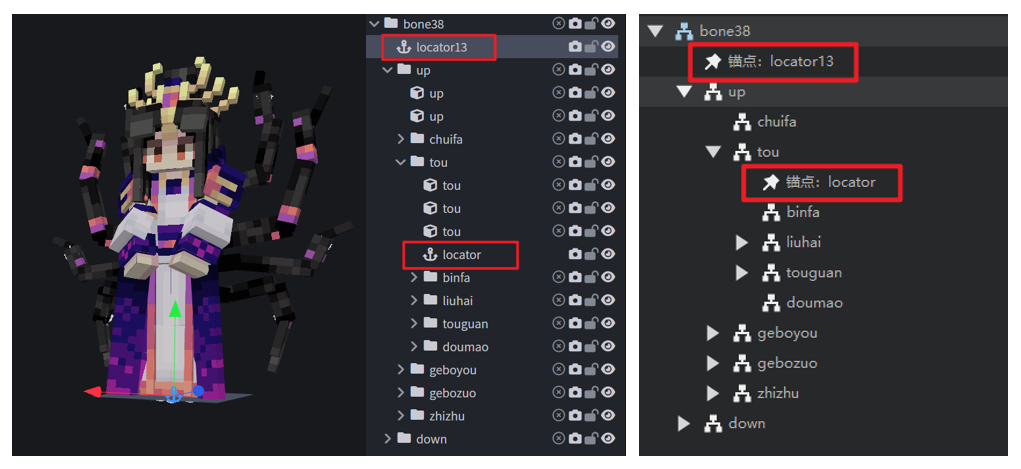 bone38
locator13
up
up
up
chuifa
tou
tou
tou
tou
locator
binfa
liuhai
touguan
doumao
geboyou
gebozuo
zhizhu
down
bone38
锚点：locator13
up
chuifa
tou
锚点：locator
binfa
liuhai
touguan
doumao
geboyou
gebozuo
zhizhu
down